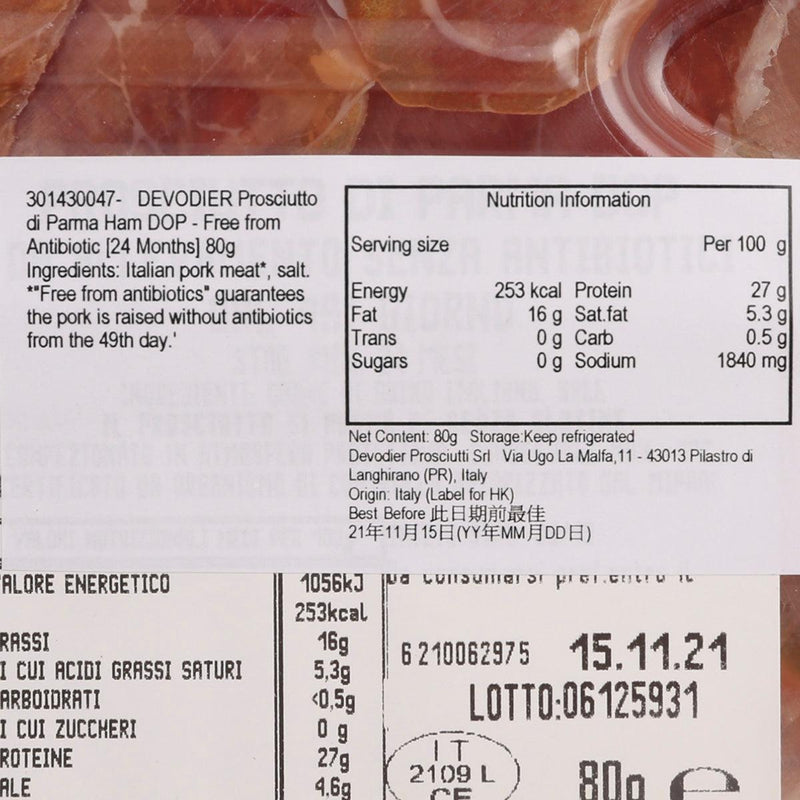 301430047- DEVODIER Prosciutto
di Parma Ham DOP - Free from
Antibiotic [24 Months] 80g
Ingredients: Italian pork meat*, salt.
*"Free from antibiotics" guarantees
the pork is raised without antibiotics
from the 49th day.'
Nutrition Information
Serving size Per 100 g
Energy 253 kcal Protein 27 g
Fat 16 g Sat.fat 5.3 g
Trans 0 g Carb 0.5 g
Sugars 0 g Sodium 1840 mg
Net Content: 80g Storage:Keep refrigerated
Devodier Prosciutti Srl Via Ugo La Malfa,11 - 43013 Pilastro di
Langhirano (PR), Italy
Origin: Italy (Label for HK)
Best Before 此日期前最佳
21年11月15日(YY年MM月DD日)
ALORE ENERGETICO 1056kJ
253kcal
RASSI 16g
I CUI ACIDI GRASSI SATURI 5,3g
ARBOIDRATI <0,5g
I CUI ZUCCHERI 0 g
ROTEINE 27g
ALE 4,6g
6210062975 15.11.21
LOTTO:06125931
IT
2109 L
CE
80g e